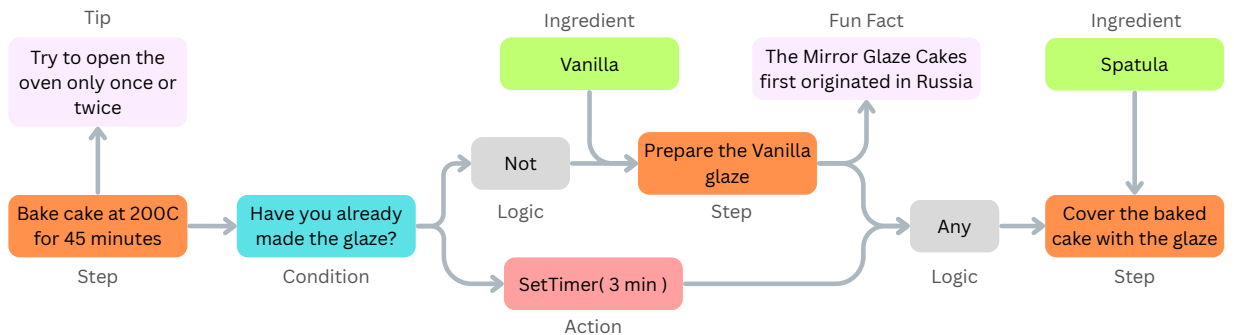 Tip
Try to open the
oven only once or
twice
Bake cake at 200C
for 45 minutes
Step
Have you already
made the glaze?
Condition
Not
Logic
Ingredient
Vanilla
Prepare the Vanilla
glaze
Step
SetTimer( 3 min )
Action
Fun Fact
The Mirror Glaze Cakes
first originated in Russia
Any
Logic
Ingredient
Spatula
Cover the baked
cake with the glaze
Step